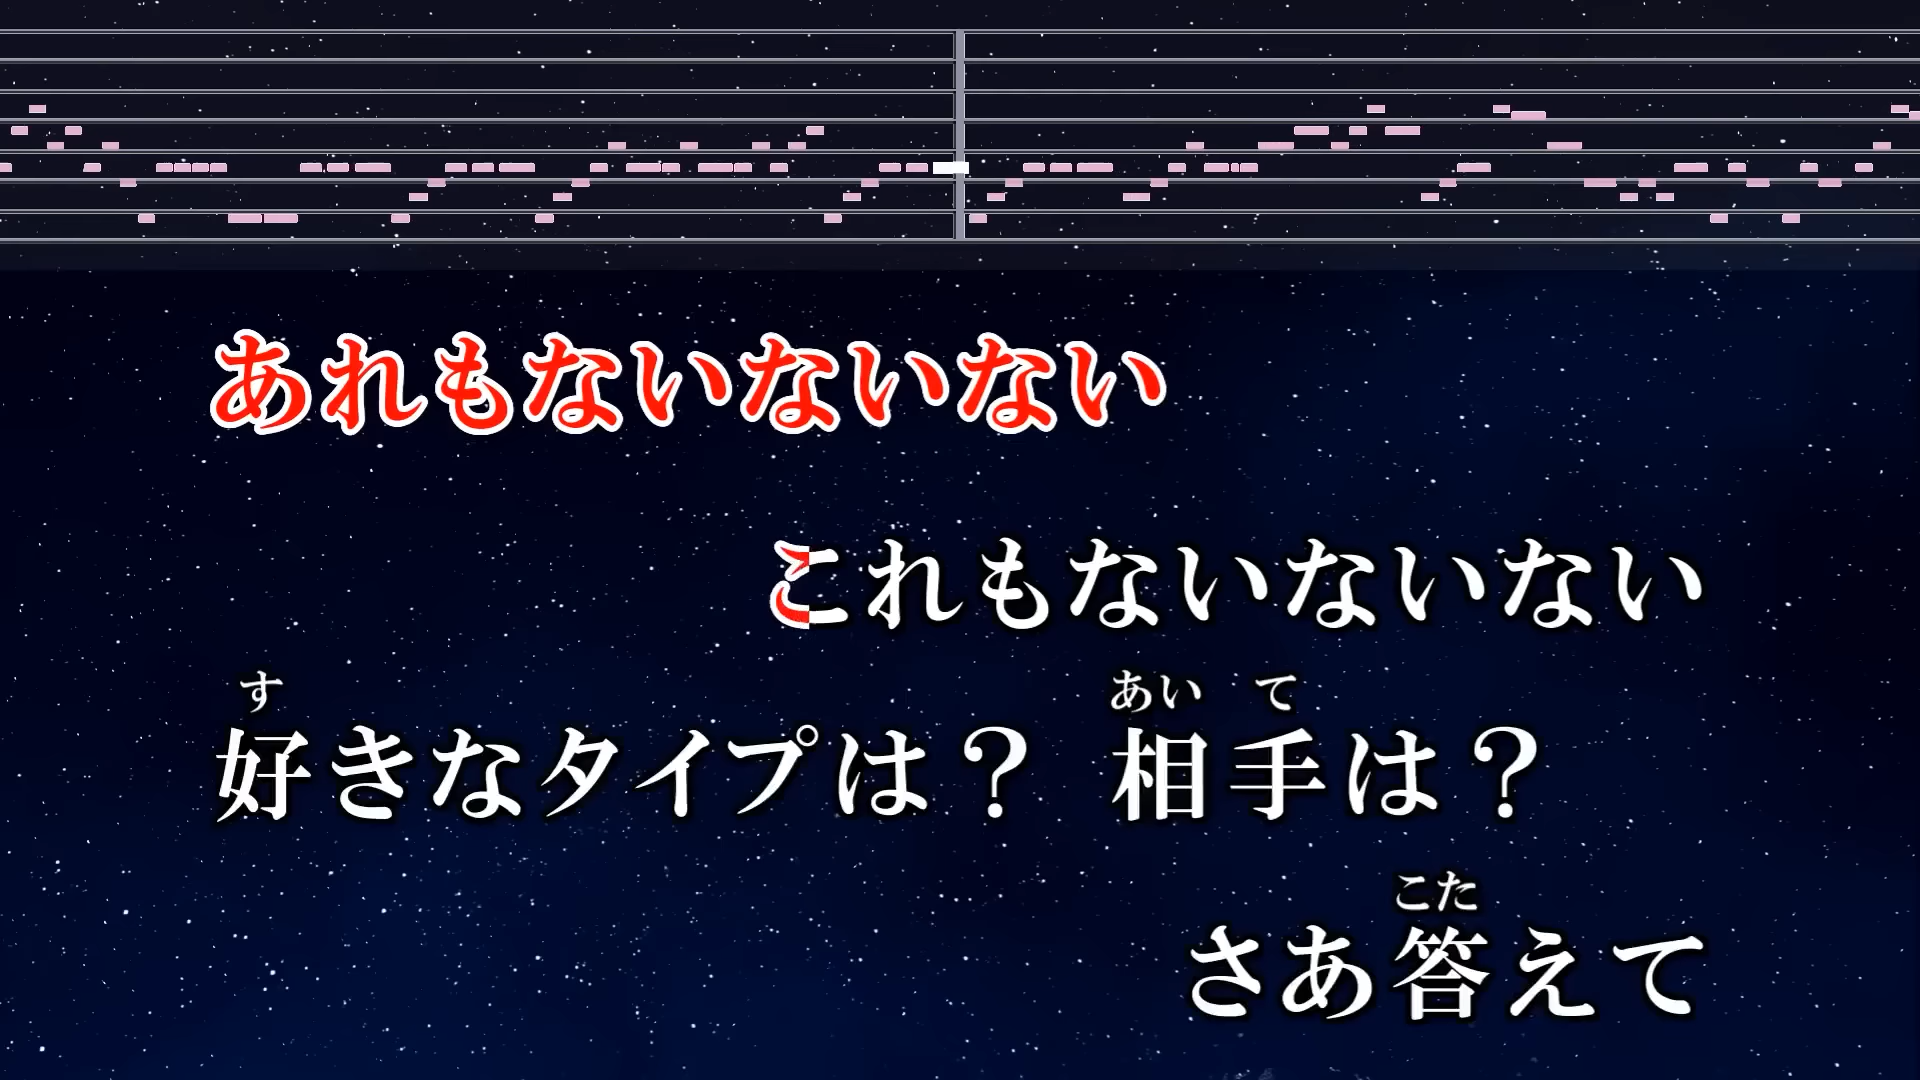 あれもないないない
これもないないない
す あい て
好きなタイプは？ 相手は？
こた
さあ答えて